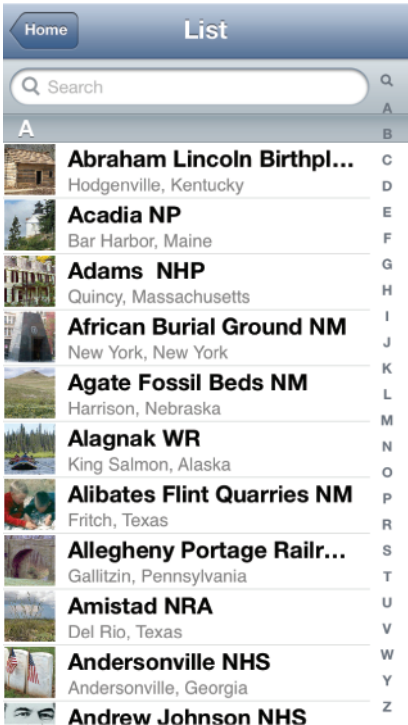 Home
List
Search
A
Abraham Lincoln Birthpl...
Hodgenville, Kentucky
Acadia NP
Bar Harbor, Maine
Adams  NHP
Quincy, Massachusetts
African Burial Ground NM
New York, New York
Agate Fossil Beds NM
Harrison, Nebraska
Alagnak WR
King Salmon, Alaska
Alibates Flint Quarries NM
Fritch, Texas
Allegheny Portage Railr...
Gallitzin, Pennsylvania
Amistad NRA
Del Rio, Texas
Andersonville NHS
Andersonville, Georgia
Andrew Johnson NHS
A
B
C
D
E
F
G
H
I
J
K
L
M
N
O
P
R
S
T
U
V
W
Y
Z